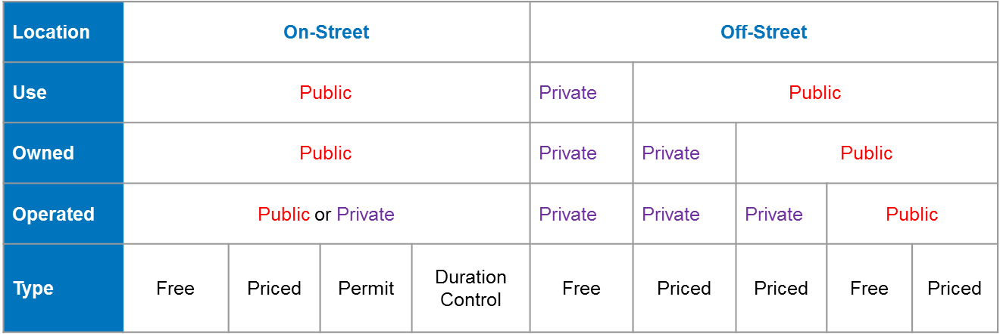 Location On-Street Off-Street
Use Public Private Public
Owned Public Private Private Public
Operated Public or Private Private Private Private Public
Type Free Priced Permit Duration Control Free Priced Priced Free Priced